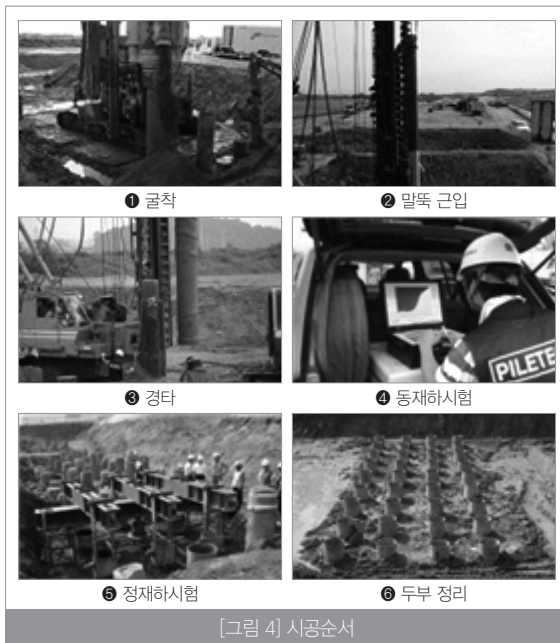 ❶ 굴착
❷ 말뚝 근입
❸ 경타
PILETE
❹ 동재하시험
❺ 정재하시험
❻ 두부 정리
[그림 4] 시공순서